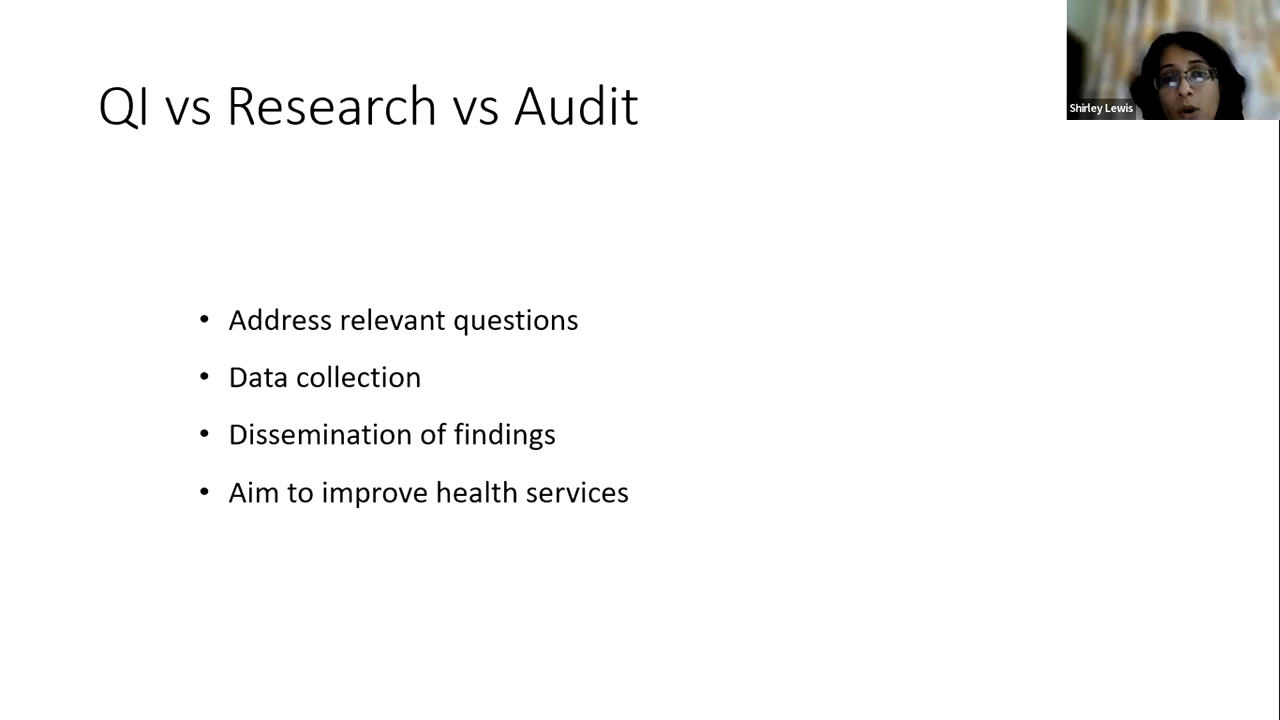 QI vs Research vs Audit
Shirley Lewis
• Address relevant questions
• Data collection
• Dissemination of findings
• Aim to improve health services